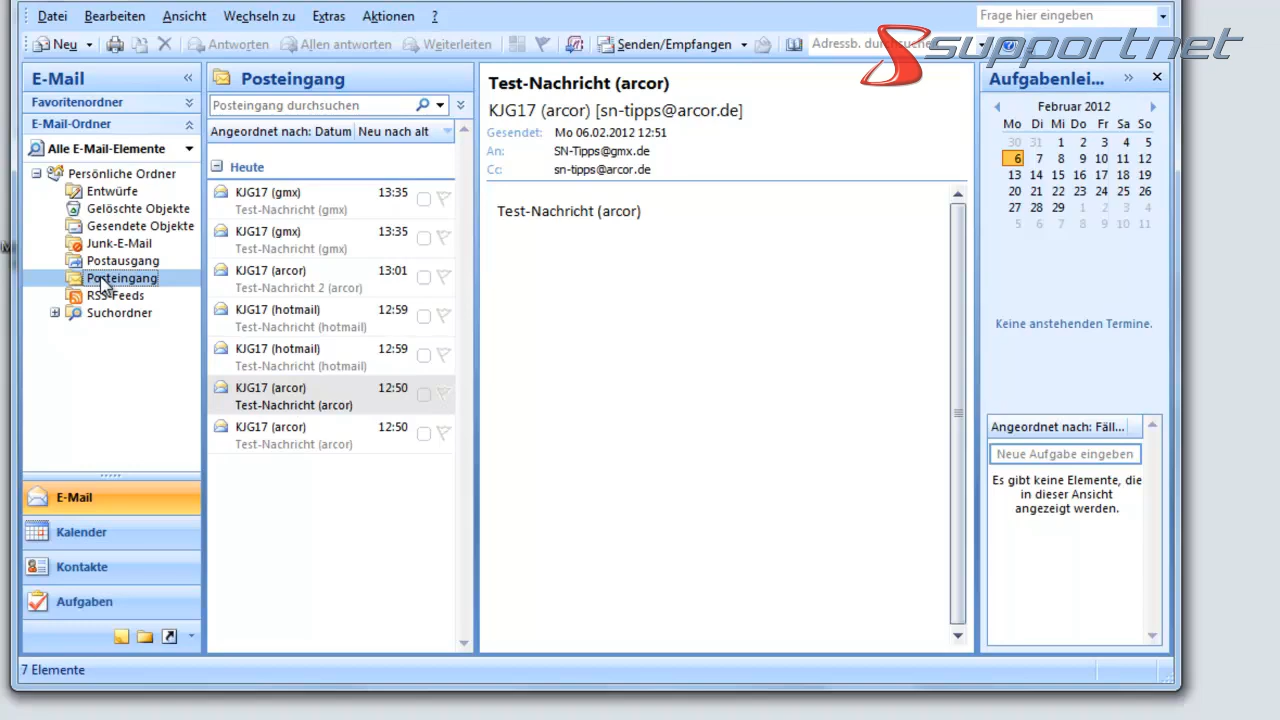 Datei Bearbeiten Ansicht Wechseln zu Extras Aktionen ?
Frage hier eingeben
Neu Antworten Allen antworten Weiterleiten Senden/Empfangen Adressb. durchsuchen
supportnet
E-Mail
Favoritenordner
E-Mail-Ordner
Alle E-Mail-Elemente
Persönliche Ordner
Entwürfe
Gelöschte Objekte
Gesendete Objekte
Junk-E-Mail
Postausgang
Posteingang
RSS-Feeds
Suchordner
E-Mail
Kalender
Kontakte
Aufgaben
7 Elemente
Posteingang
Posteingang durchsuchen
Angeordnet nach: Datum Neu nach alt
Heute
KJG17 (gmx) 13:35
Test-Nachricht (gmx)
KJG17 (gmx) 13:35
Test-Nachricht (gmx)
KJG17 (arcor) 13:01
Test-Nachricht 2 (arcor)
KJG17 (hotmail) 12:59
Test-Nachricht (hotmail)
KJG17 (hotmail) 12:59
Test-Nachricht (hotmail)
KJG17 (arcor) 12:50
Test-Nachricht (arcor)
KJG17 (arcor) 12:50
Test-Nachricht (arcor)
Test-Nachricht (arcor)
KJG17 (arcor) [sn-tipps@arcor.de]
Gesendet: Mo 06.02.2012 12:51
An: SN-Tipps@gmx.de
Cc: sn-tipps@arcor.de
Test-Nachricht (arcor)
Aufgabenlei...
Februar 2012
Mo Di Mi Do Fr Sa So
30 31 1 2 3 4 5
6 7 8 9 10 11 12
13 14 15 16 17 18 19
20 21 22 23 24 25 26
27 28 29 1 2 3 4
5 6 7 8 9 10 11
Keine anstehenden Termine.
Angeordnet nach: Fäll...
Neue Aufgabe eingeben
Es gibt keine Elemente, die
in dieser Ansicht
angezeigt werden.